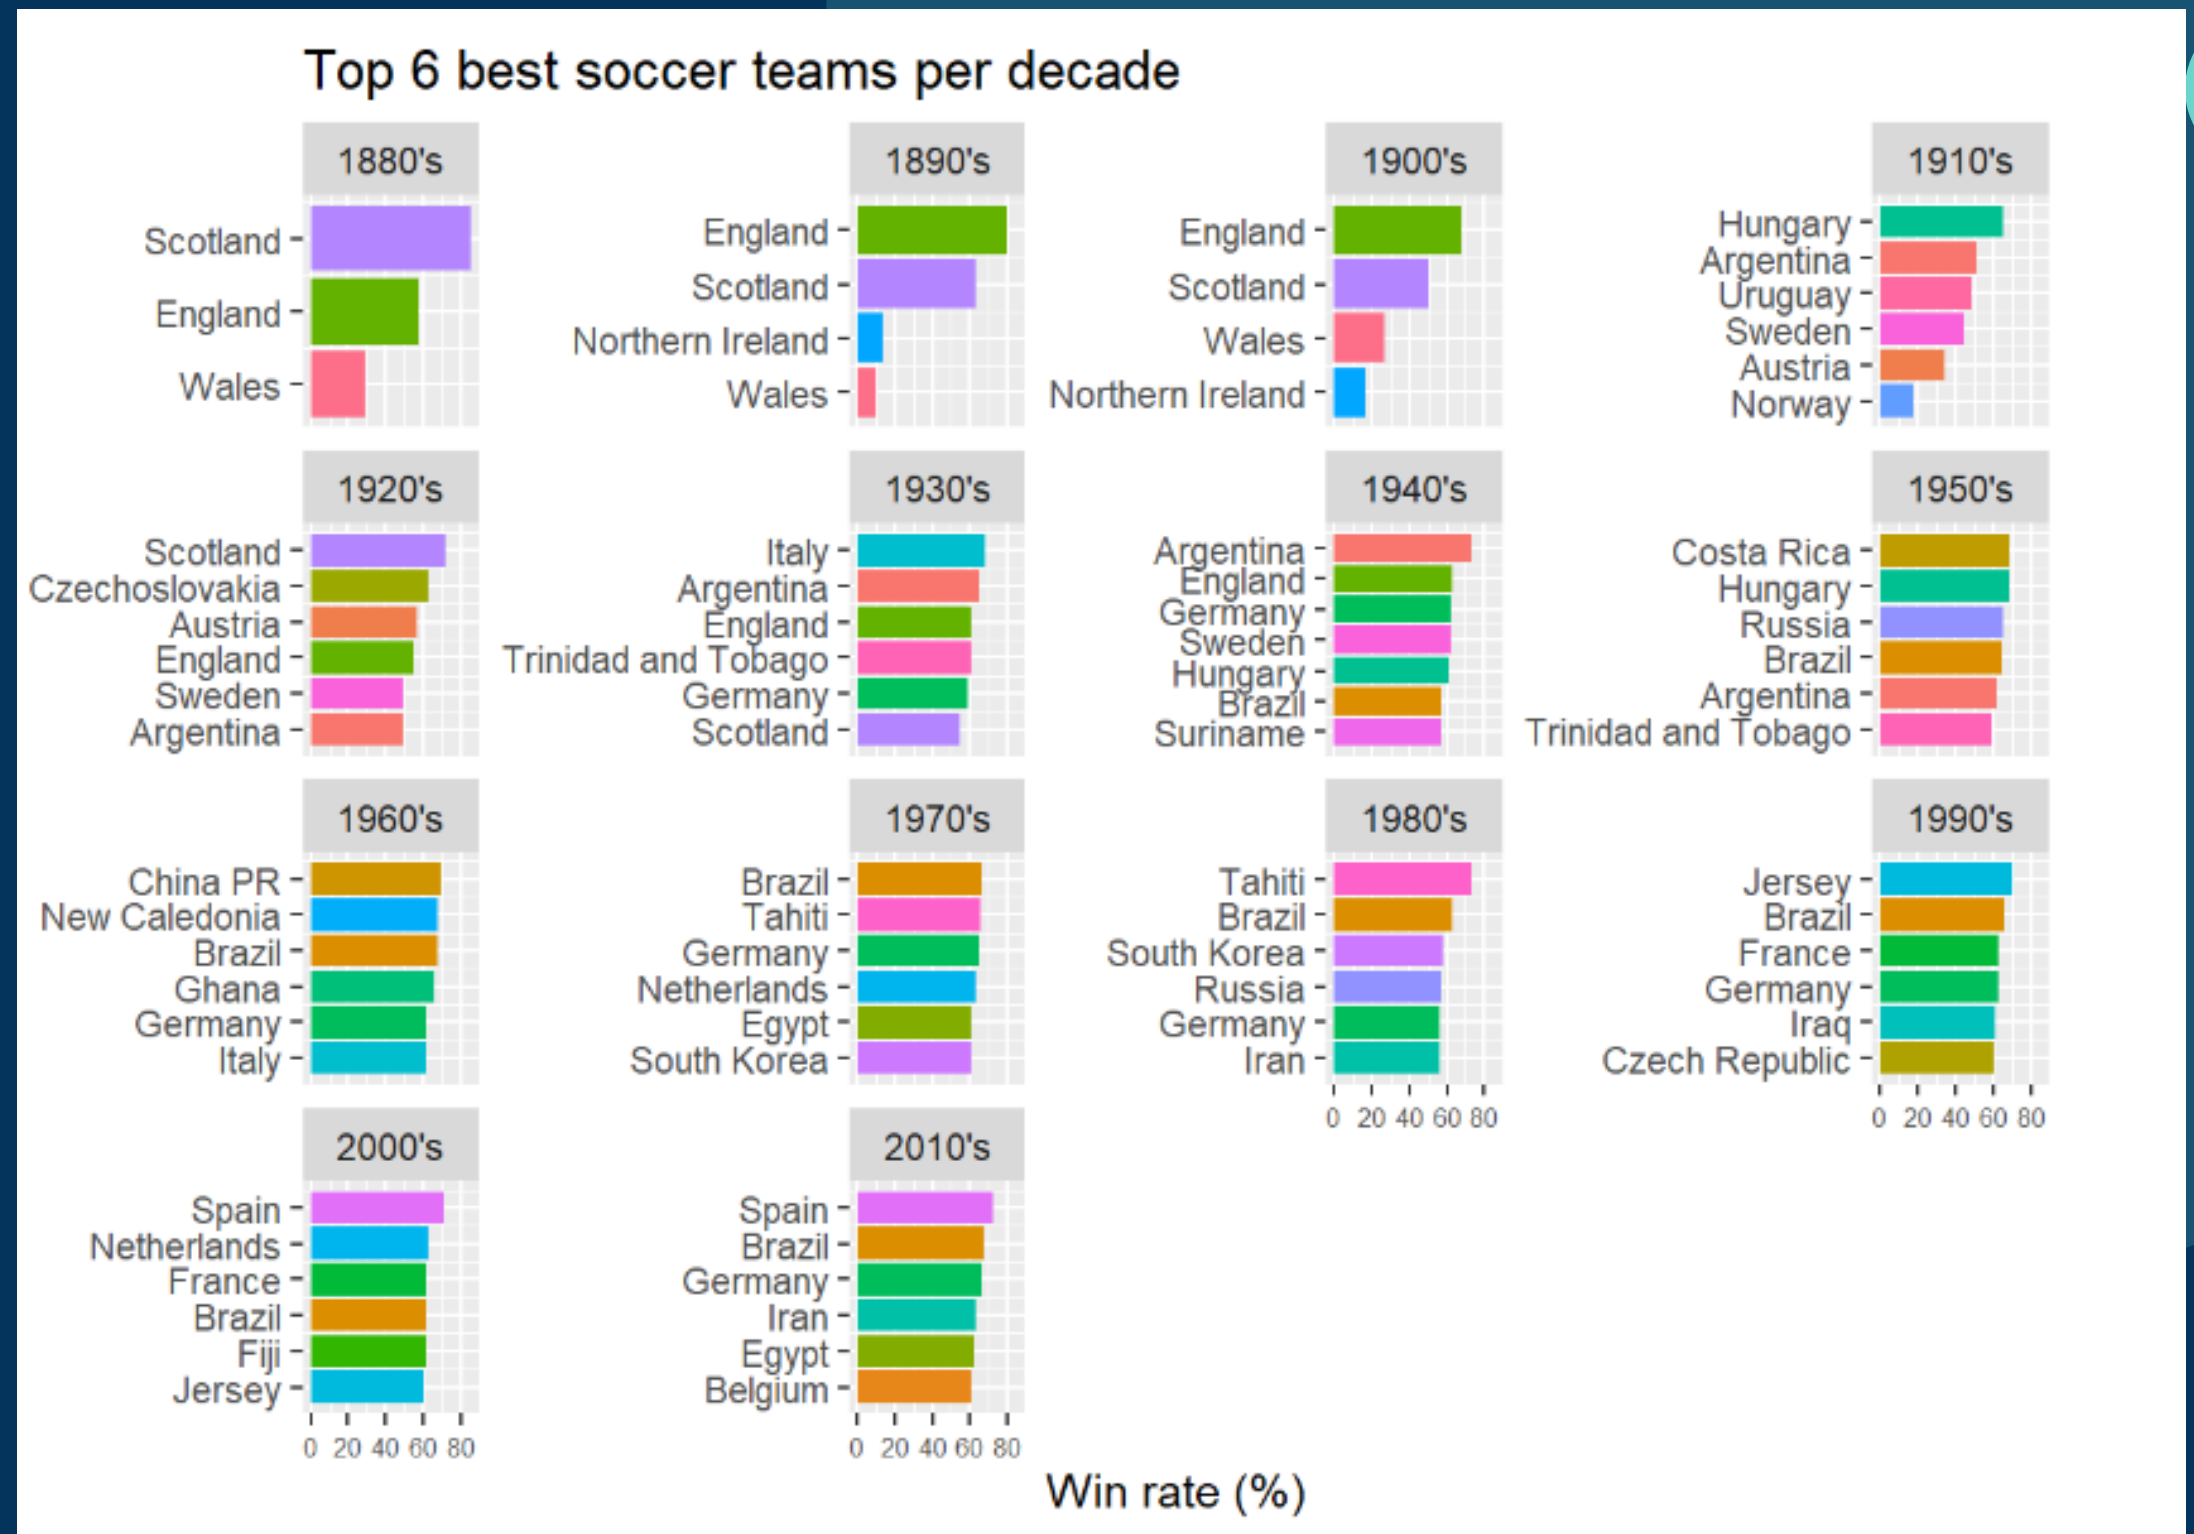 Top 6 best soccer teams per decade
1880's
Scotland
England
Wales
1890's
England
Scotland
Northern Ireland
Wales
1900's
England
Scotland
Wales
Northern Ireland
1910's
Hungary
Argentina
Uruguay
Sweden
Austria
Norway
1920's
Scotland
Czechoslovakia
Austria
England
Sweden
Argentina
1930's
Italy
Argentina
England
Trinidad and Tobago
Germany
Scotland
1940's
Argentina
England
Germany
Sweden
Hungary
Brazil
Suriname
1950's
Costa Rica
Hungary
Russia
Brazil
Argentina
Trinidad and Tobago
1960's
China PR
New Caledonia
Brazil
Ghana
Germany
Italy
1970's
Brazil
Tahiti
Germany
Netherlands
Egypt
South Korea
1980's
Tahiti
Brazil
South Korea
Russia
Germany
Iran
0 20 40 60 80
1990's
Jersey
Brazil
France
Germany
Iraq
Czech Republic
0 20 40 60 80
2000's
Spain
Netherlands
France
Brazil
Fiji
Jersey
0 20 40 60 80
2010's
Spain
Brazil
Germany
Iran
Egypt
Belgium
0 20 40 60 80
Win rate (%)